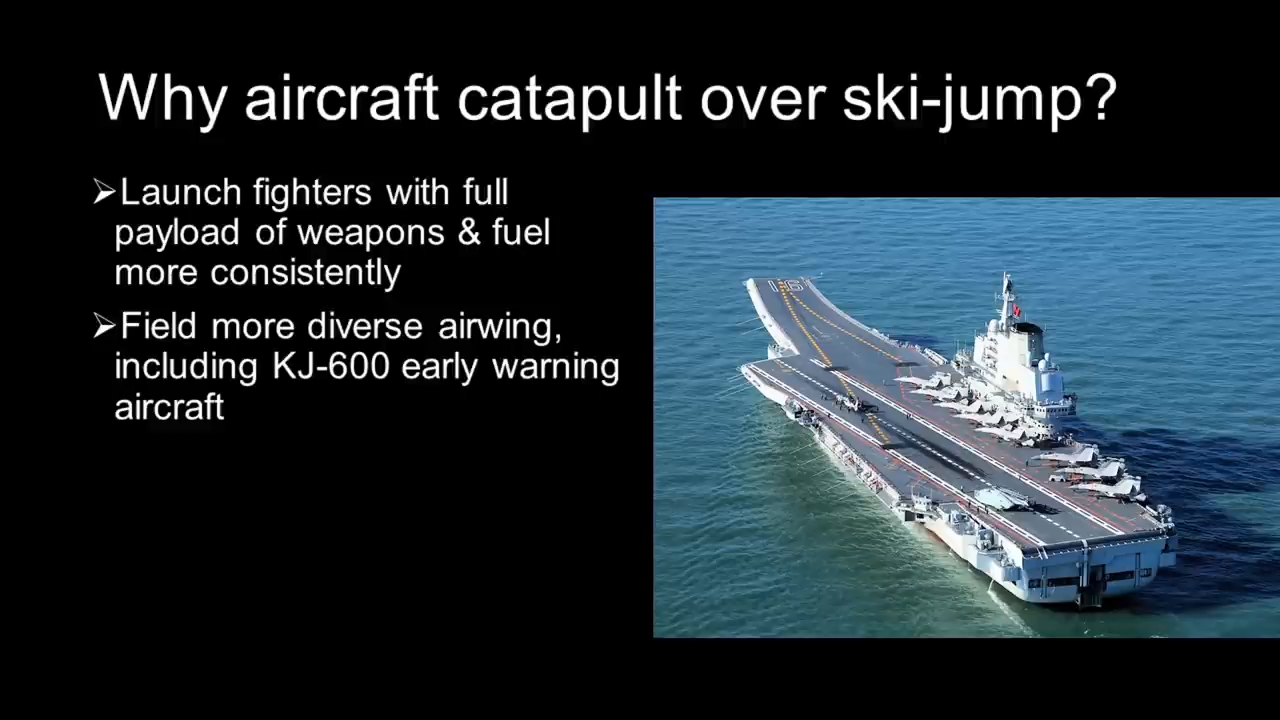 Why aircraft catapult over ski-jump?
➢Launch fighters with full
payload of weapons & fuel
more consistently
➢Field more diverse airwing,
including KJ-600 early warning
aircraft
16